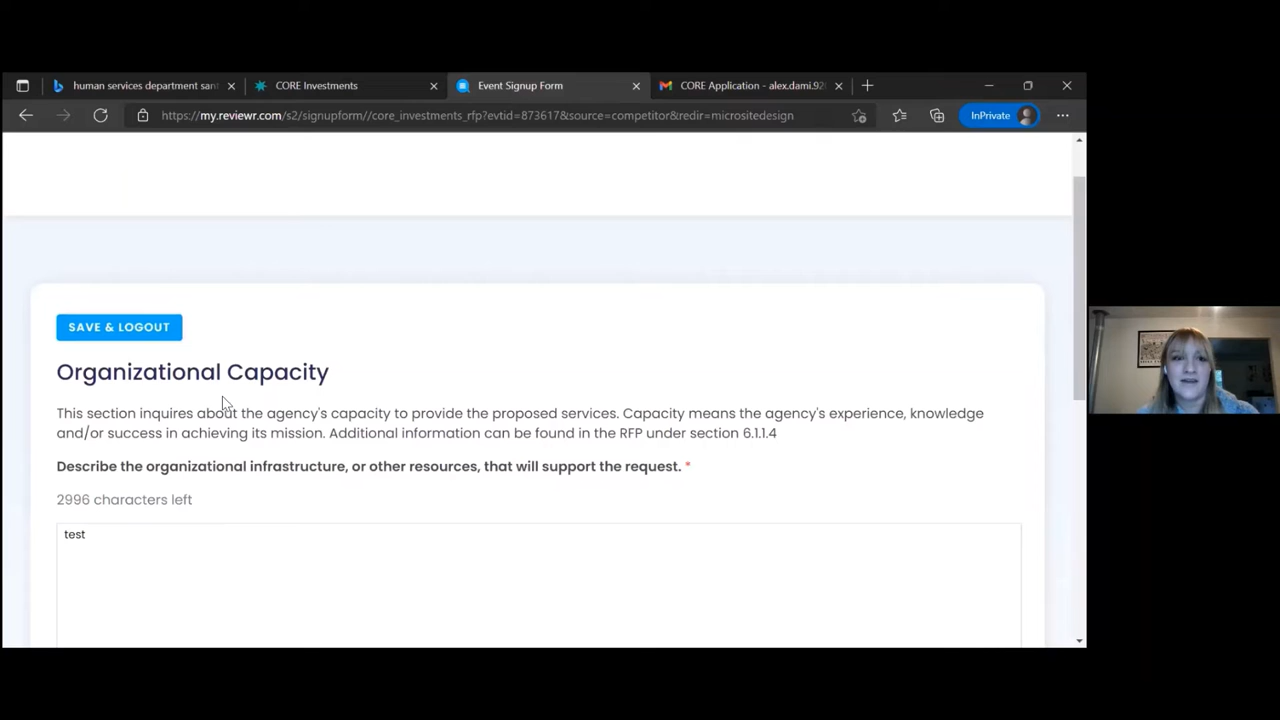 human services department sant
CORE Investments
Event Signup Form
CORE Application - alex.dami.92
https://my.reviewr.com/s2/signupform//core_investments_rfp?evtid=873617&source=competitor&redir=micrositedesign
InPrivate
SAVE & LOGOUT
Organizational Capacity
This section inquires about the agency's capacity to provide the proposed services. Capacity means the agency's experience, knowledge
and/or success in achieving its mission. Additional information can be found in the RFP under section 6.1.1.4
Describe the organizational infrastructure, or other resources, that will support the request. *
2996 characters left
test